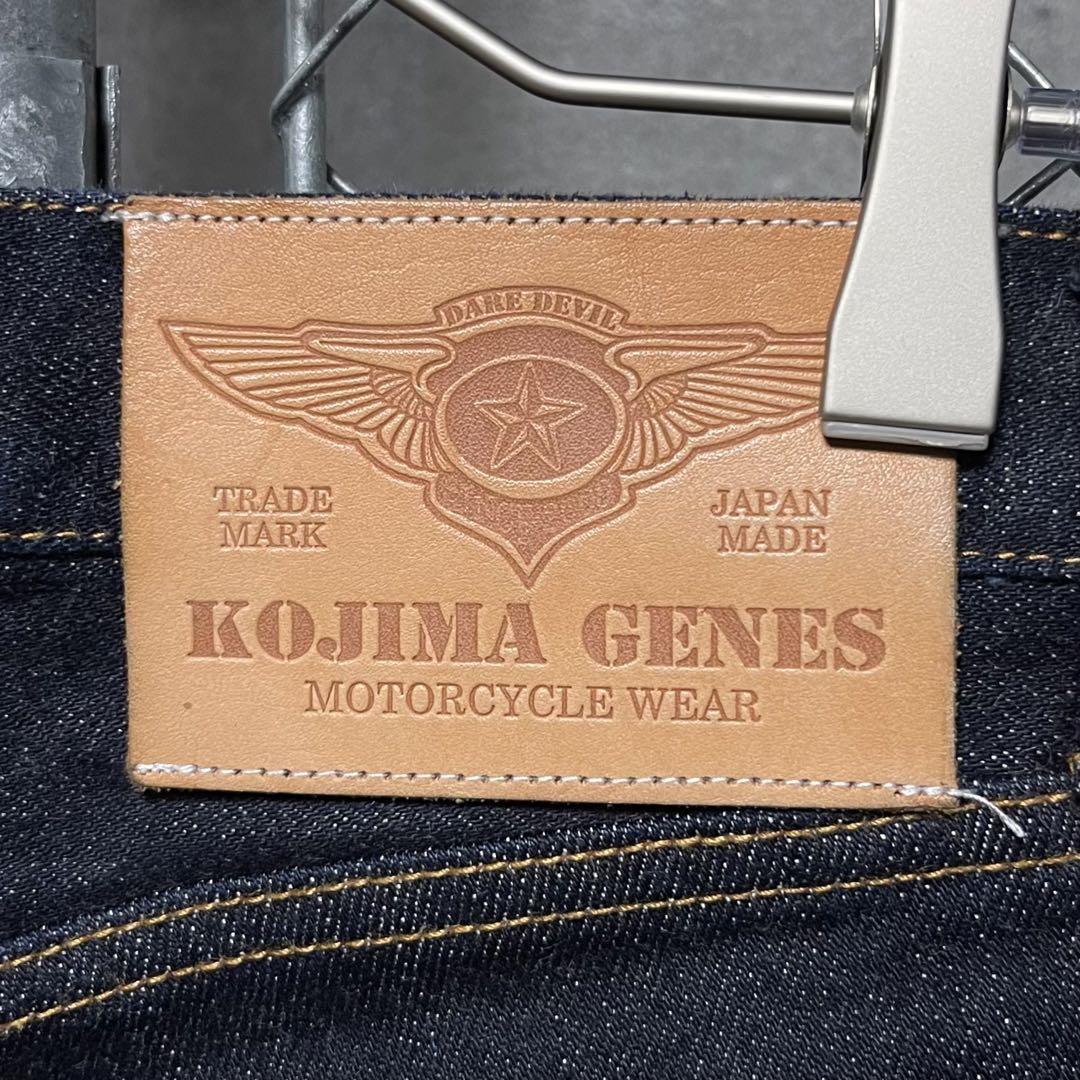 DARE DEVIL
TRADE MARK
JAPAN MADE
KOJIMA GENES
MOTORCYCLE WEAR